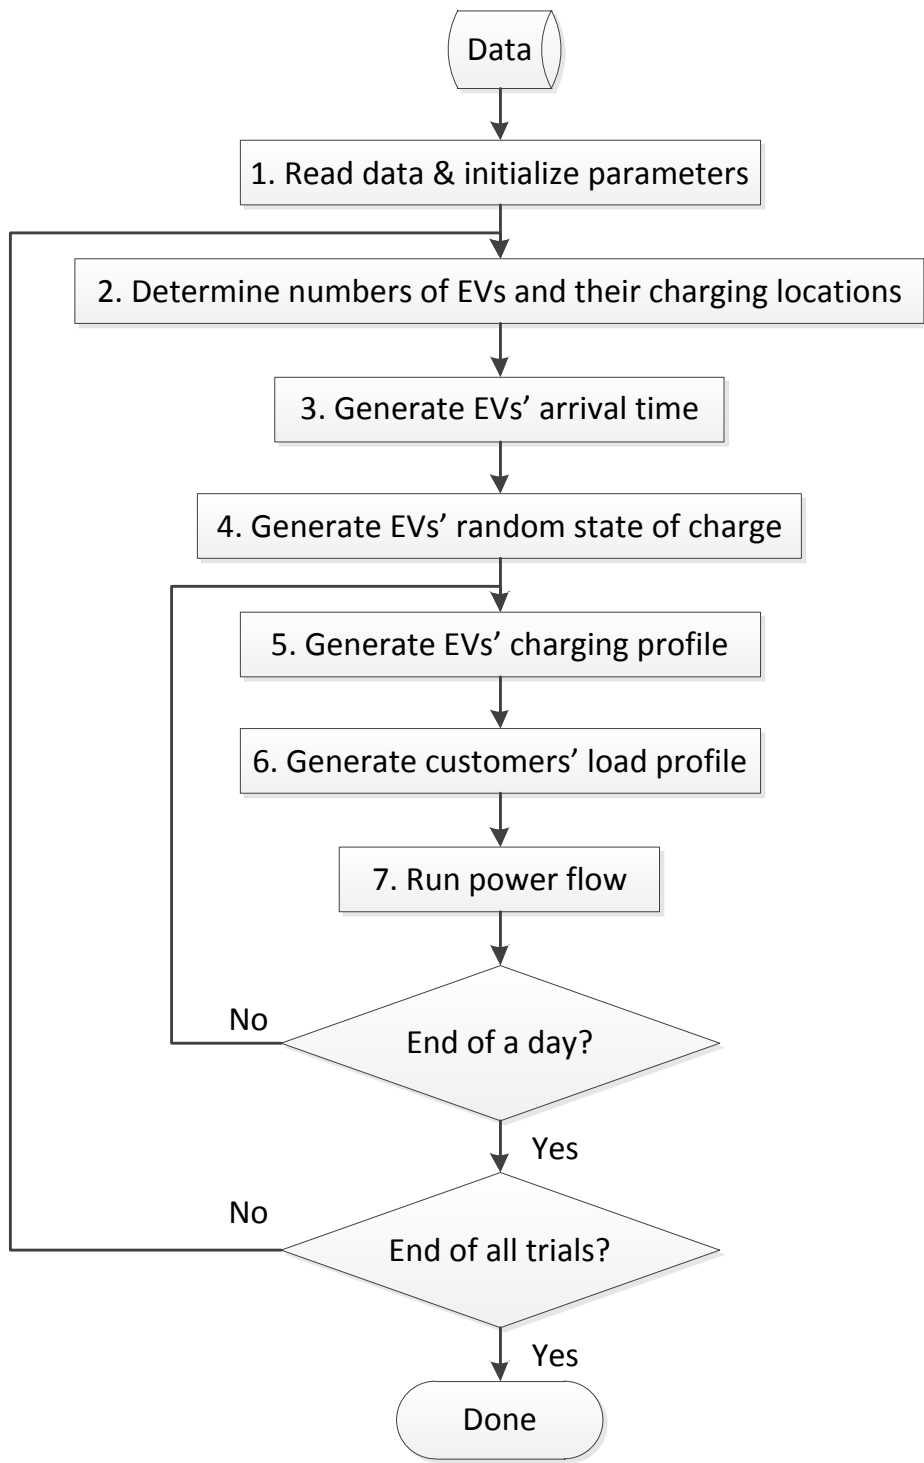 Data
1. Read data & initialize parameters
2. Determine numbers of EVs and their charging locations
3. Generate EVs’ arrival time
4. Generate EVs’ random state of charge
5. Generate EVs’ charging profile
6. Generate customers’ load profile
7. Run power flow
No
End of a day?
Yes
No
End of all trials?
Yes
Done